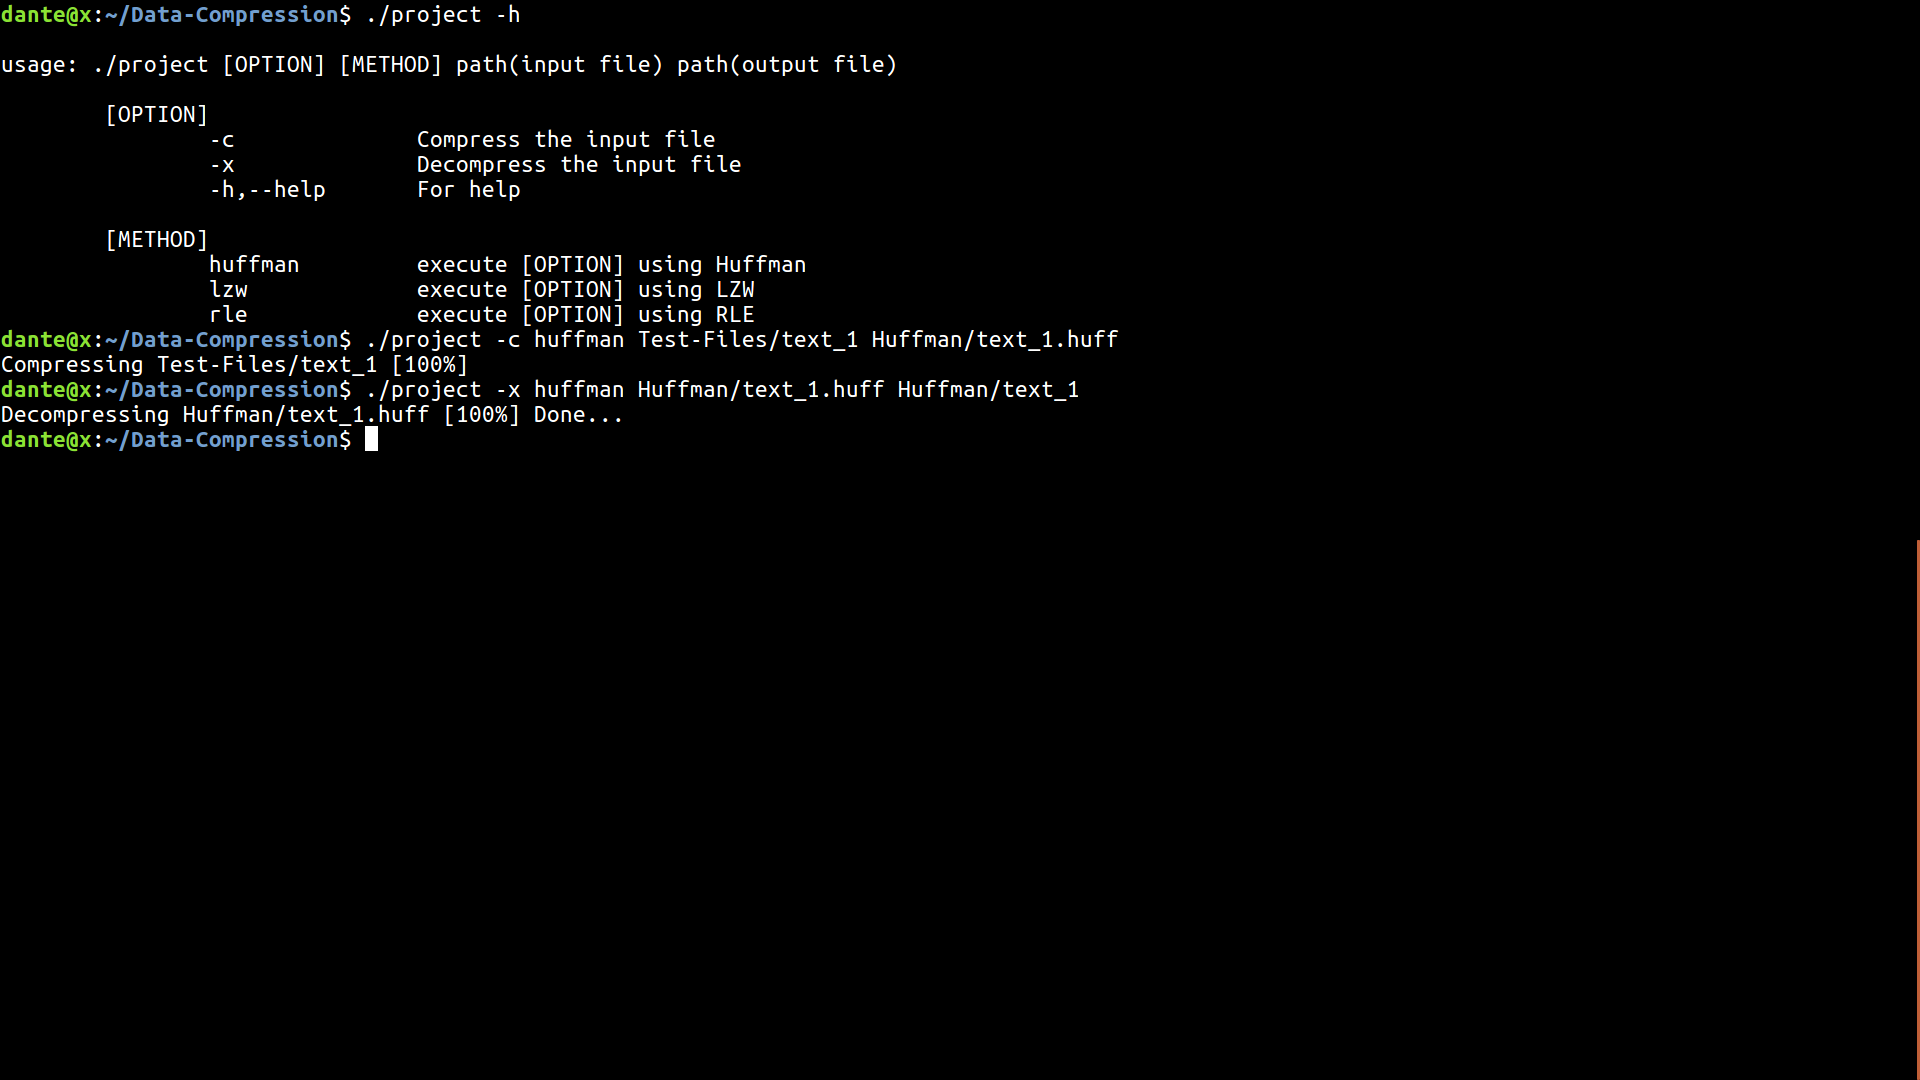 dante@x:~/Data-Compression$ ./project -h
usage: ./project [OPTION] [METHOD] path(input file) path(output file)
[OPTION]
-c Compress the input file
-x Decompress the input file
-h,--help For help
[METHOD]
huffman execute [OPTION] using Huffman
lzw execute [OPTION] using LZW
rle execute [OPTION] using RLE
dante@x:~/Data-Compression$ ./project -c huffman Test-Files/text_1 Huffman/text_1.huff
Compressing Test-Files/text_1 [100%]
dante@x:~/Data-Compression$ ./project -x huffman Huffman/text_1.huff Huffman/text_1
Decompressing Huffman/text_1.huff [100%] Done...
dante@x:~/Data-Compression$